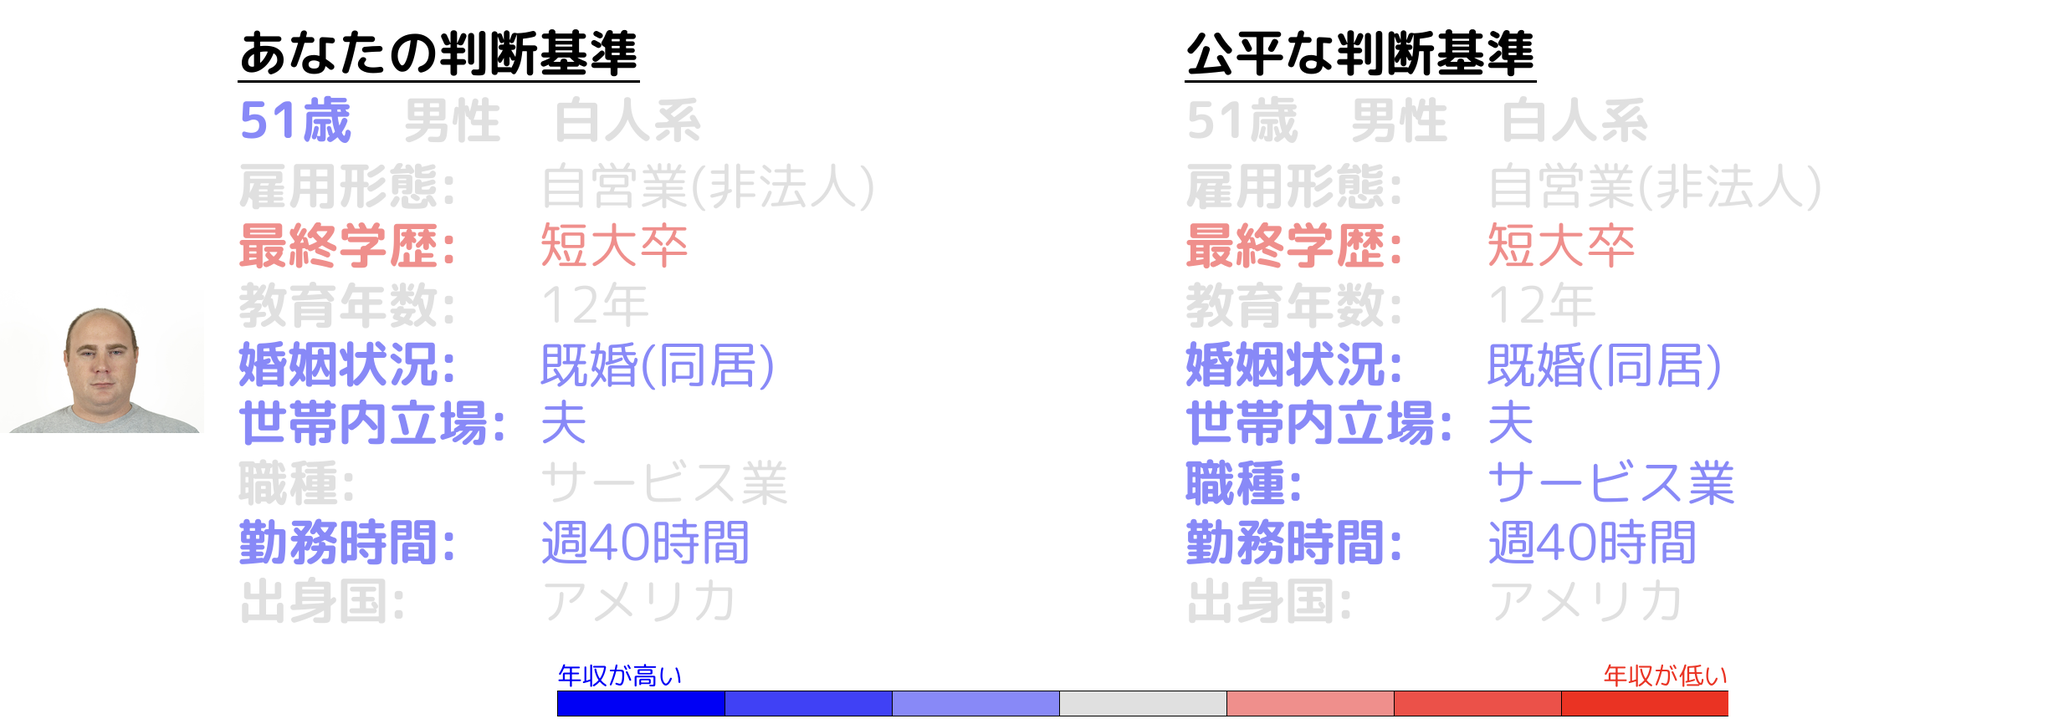 あなたの判断基準
51歳 男性 白人系
雇用形態: 自営業(非法人)
最終学歴: 短大卒
教育年数: 12年
婚姻状況: 既婚(同居)
世帯内立場: 夫
職種: サービス業
勤務時間: 週40時間
出身国: アメリカ
公平な判断基準
51歳 男性 白人系
雇用形態: 自営業(非法人)
最終学歴: 短大卒
教育年数: 12年
婚姻状況: 既婚(同居)
世帯内立場: 夫
職種: サービス業
勤務時間: 週40時間
出身国: アメリカ
年収が高い
年収が低い